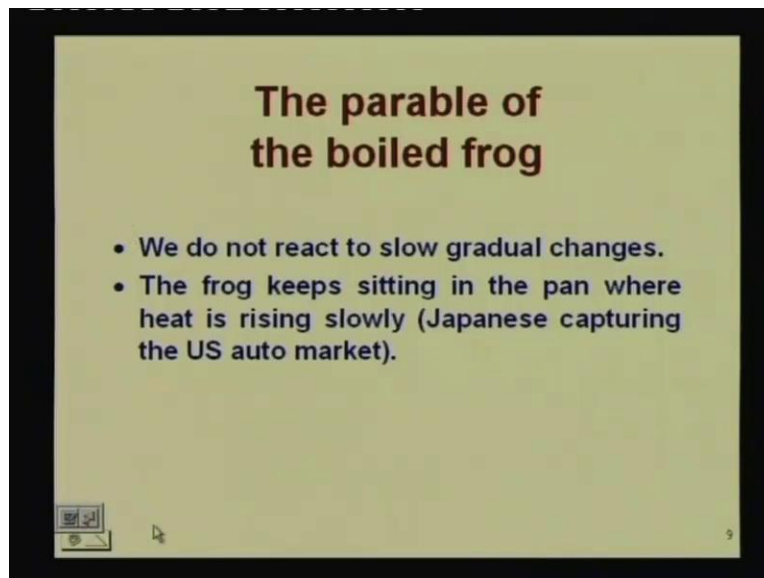 The parable of
the boiled frog
• We do not react to slow gradual changes.
• The frog keeps sitting in the pan where
heat is rising slowly (Japanese capturing
the US auto market).
9